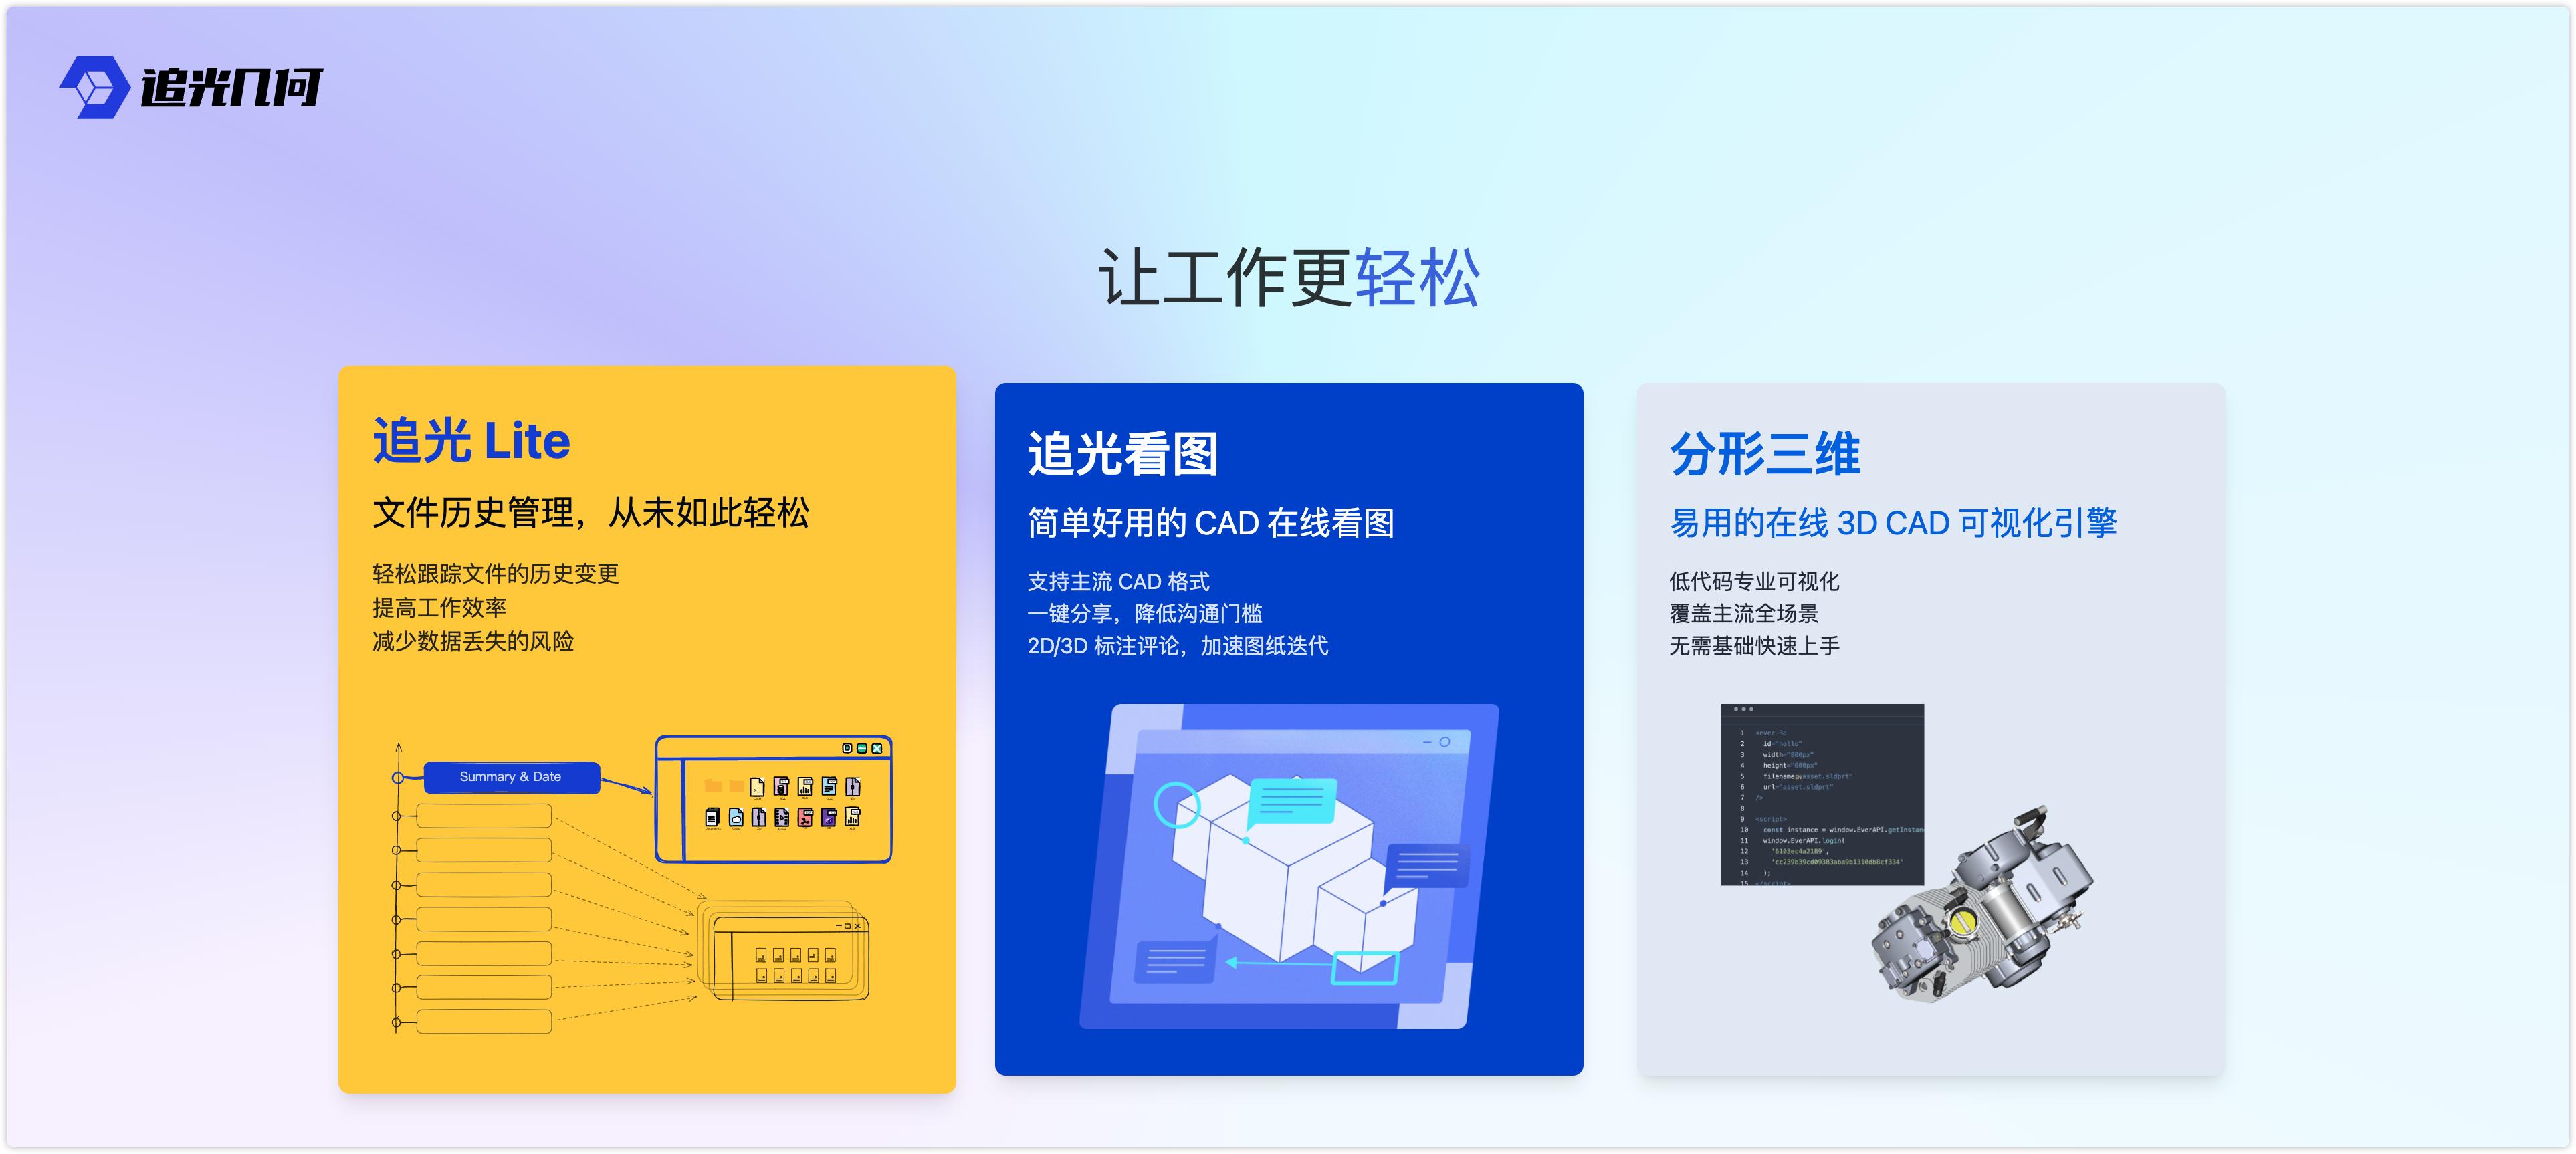 追光几何
让工作更轻松
追光 Lite
文件历史管理，从未如此轻松
轻松跟踪文件的历史变更
提高工作效率
减少数据丢失的风险
Summary & Date
追光看图
简单好用的 CAD 在线看图
支持主流 CAD 格式
一键分享，降低沟通门槛
2D/3D 标注评论，加速图纸迭代
分形三维
易用的在线 3D CAD 可视化引擎
低代码专业可视化
覆盖主流全场景
无需基础快速上手
1 <ever-3d
2 id="hello"
3 width="800px"
4 height="600px"
5 asset.sldprt"
6 url="asset.sldprt"
7 />
8
9 <script>
10 const instance = window.EverAPI.getInstan
11 window.EverAPI.login(
12 '6103ec4a2189',
13
14 );
15 </script>